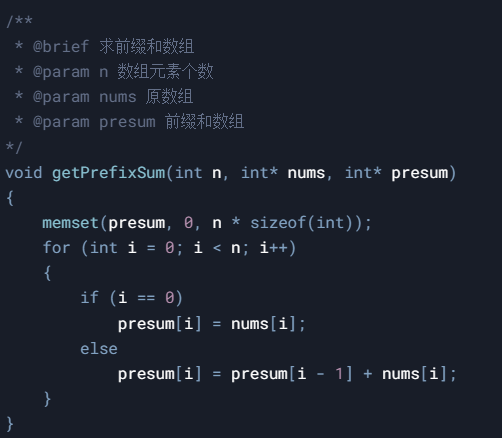 /**
 * @brief 求前缀和数组
 * @param n 数组元素个数
 * @param nums 原数组
 * @param presum 前缀和数组
*/
void getPrefixSum(int n, int* nums, int* presum)
{
    memset(presum, 0, n * sizeof(int));
    for (int i = 0; i < n; i++)
    {
        if (i == 0)
            presum[i] = nums[i];
        else
            presum[i] = presum[i - 1] + nums[i];
    }
}